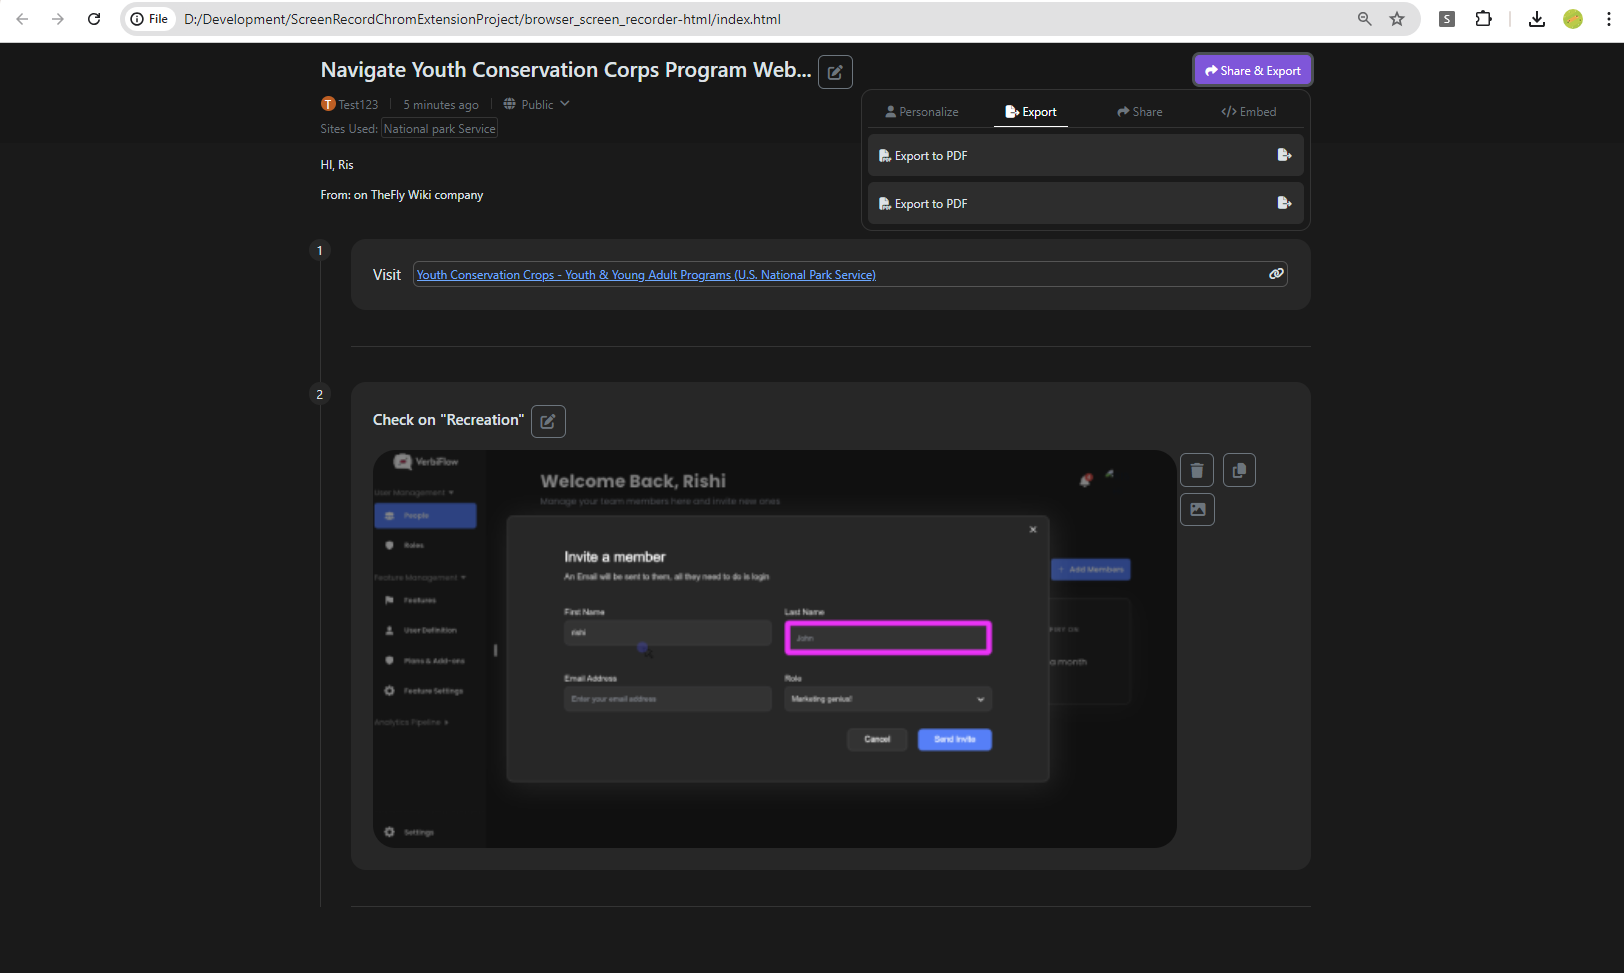 File
D:/Development/ScreenRecordChromExtensionProject/browser_screen_recorder-html/index.html
S
Navigate Youth Conservation Corps Program Web...
Share & Export
T Test123
5 minutes ago
Public
Sites Used: National park Service
Personalize
Export
Share
Embed
Export to PDF
Export to PDF
HI, Ris
From: on TheFly Wiki company
1
Visit
Youth Conservation Crops - Youth & Young Adult Programs (U.S. National Park Service)
2
Check on "Recreation"
VerbiFlow
User Management
People
Roles
Feature Management
Features
User Definition
Plans & Add-ons
Feature Settings
Analytics Pipeline
Settings
Welcome Back, Rishi
Manage your team members here and invite new ones
+ Add Members
a month
Invite a member
An Email will be sent to them, all they need to do is login
First Name
Last Name
rishi
John
Email Address
Role
Enter your email address
Marketing genius!
Cancel
Send Invite